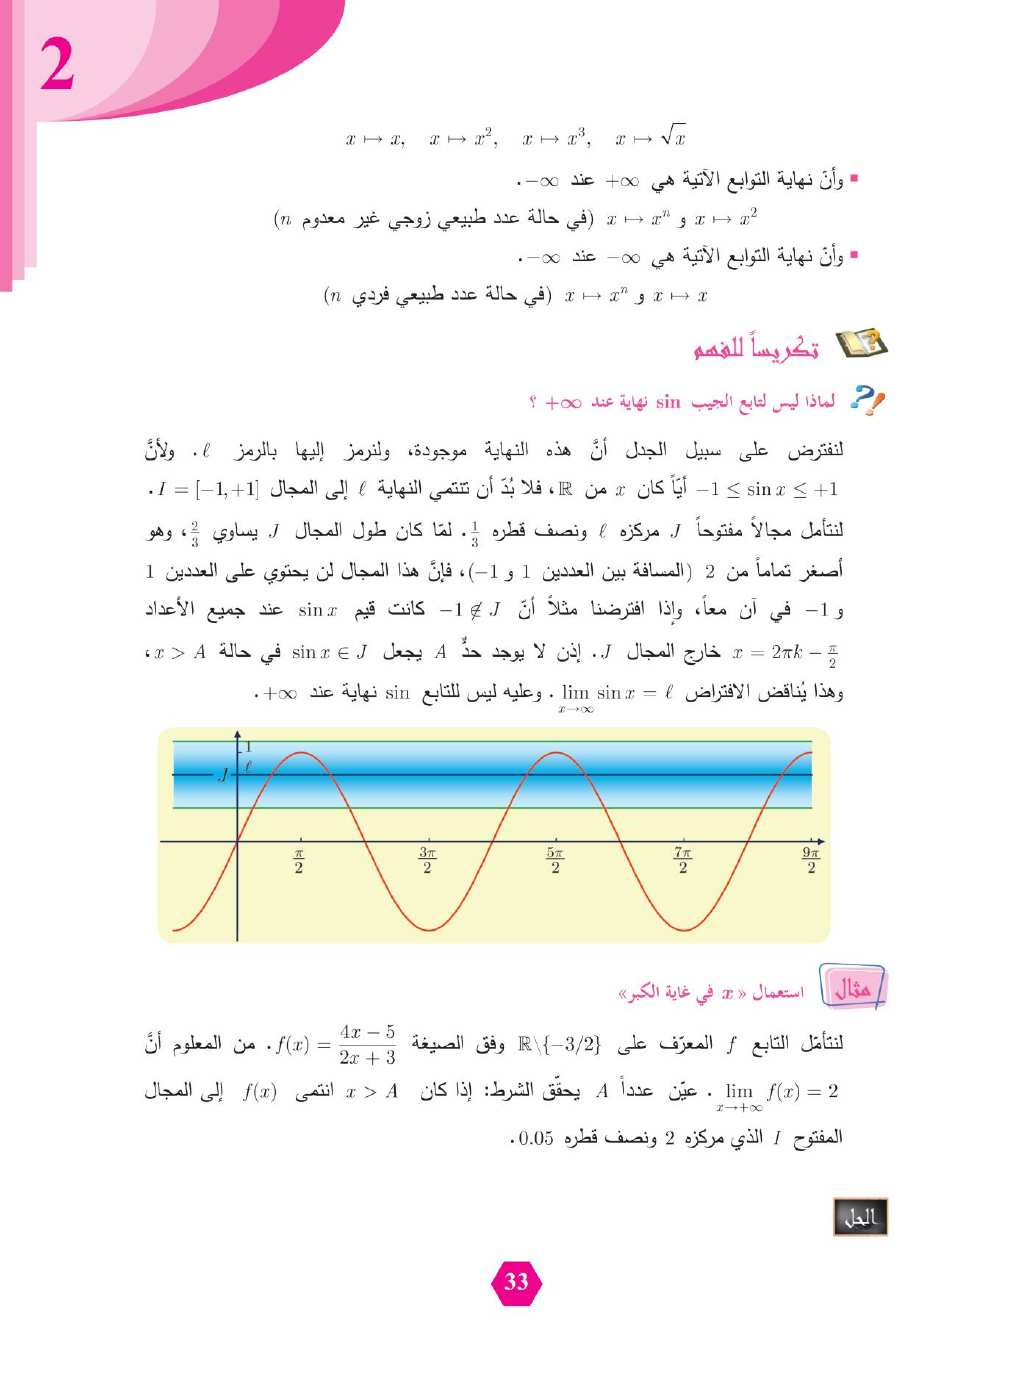 2
x ↦ x, x ↦ x², x ↦ x³, x ↦ √x
▪ وأنّ نهاية التوابع الآتية هي +∞ عند −∞.
x ↦ x² و x ↦ xⁿ (في حالة عدد طبيعي زوجي غير معدوم n)
▪ وأنّ نهاية التوابع الآتية هي −∞ عند −∞.
x ↦ x و x ↦ xⁿ (في حالة عدد طبيعي فردي n)
تكريساً للفهم
لماذا ليس لتابع الجيب sin نهاية عند +∞ ؟
لنفترض على سبيل الجدل أنَّ هذه النهاية موجودة، ولنرمز إليها بالرمز ℓ. ولأنَّ
−1 ≤ sin x ≤ +1 أيّاً كان x من ℝ، فلا بُدّ أن تنتمي النهاية ℓ إلى المجال I = [−1,+1].
لنتأمل مجالاً مفتوحاً J مركزه ℓ ونصف قطره 1/3. لمّا كان طول المجال J يساوي 2/3، وهو
أصغر تماماً من 2 (المسافة بين العددين 1 و −1)، فإنَّ هذا المجال لن يحتوي على العددين 1
و −1 في آن معاً، وإذا افترضنا مثلاً أنّ −1 ∉ J كانت قيم sin x عند جميع الأعداد
x = 2πk − π/2 خارج المجال J. إذن لا يوجد حدٌّ A يجعل sin x ∈ J في حالة x > A،
وهذا يُناقض الافتراض lim x→∞ sin x = ℓ. وعليه ليس للتابع sin نهاية عند +∞.
1
J ℓ
π/2 3π/2 5π/2 7π/2 9π/2
مثال
استعمال « x في غاية الكبر»
لنتأمّل التابع f المعرّف على ℝ\{−3/2} وفق الصيغة f(x) = (4x − 5)/(2x + 3). من المعلوم أنَّ
lim x→+∞ f(x) = 2. عيّن عدداً A يحقّق الشرط: إذا كان x > A انتمى f(x) إلى المجال
المفتوح I الذي مركزه 2 ونصف قطره 0.05.
الحل
33